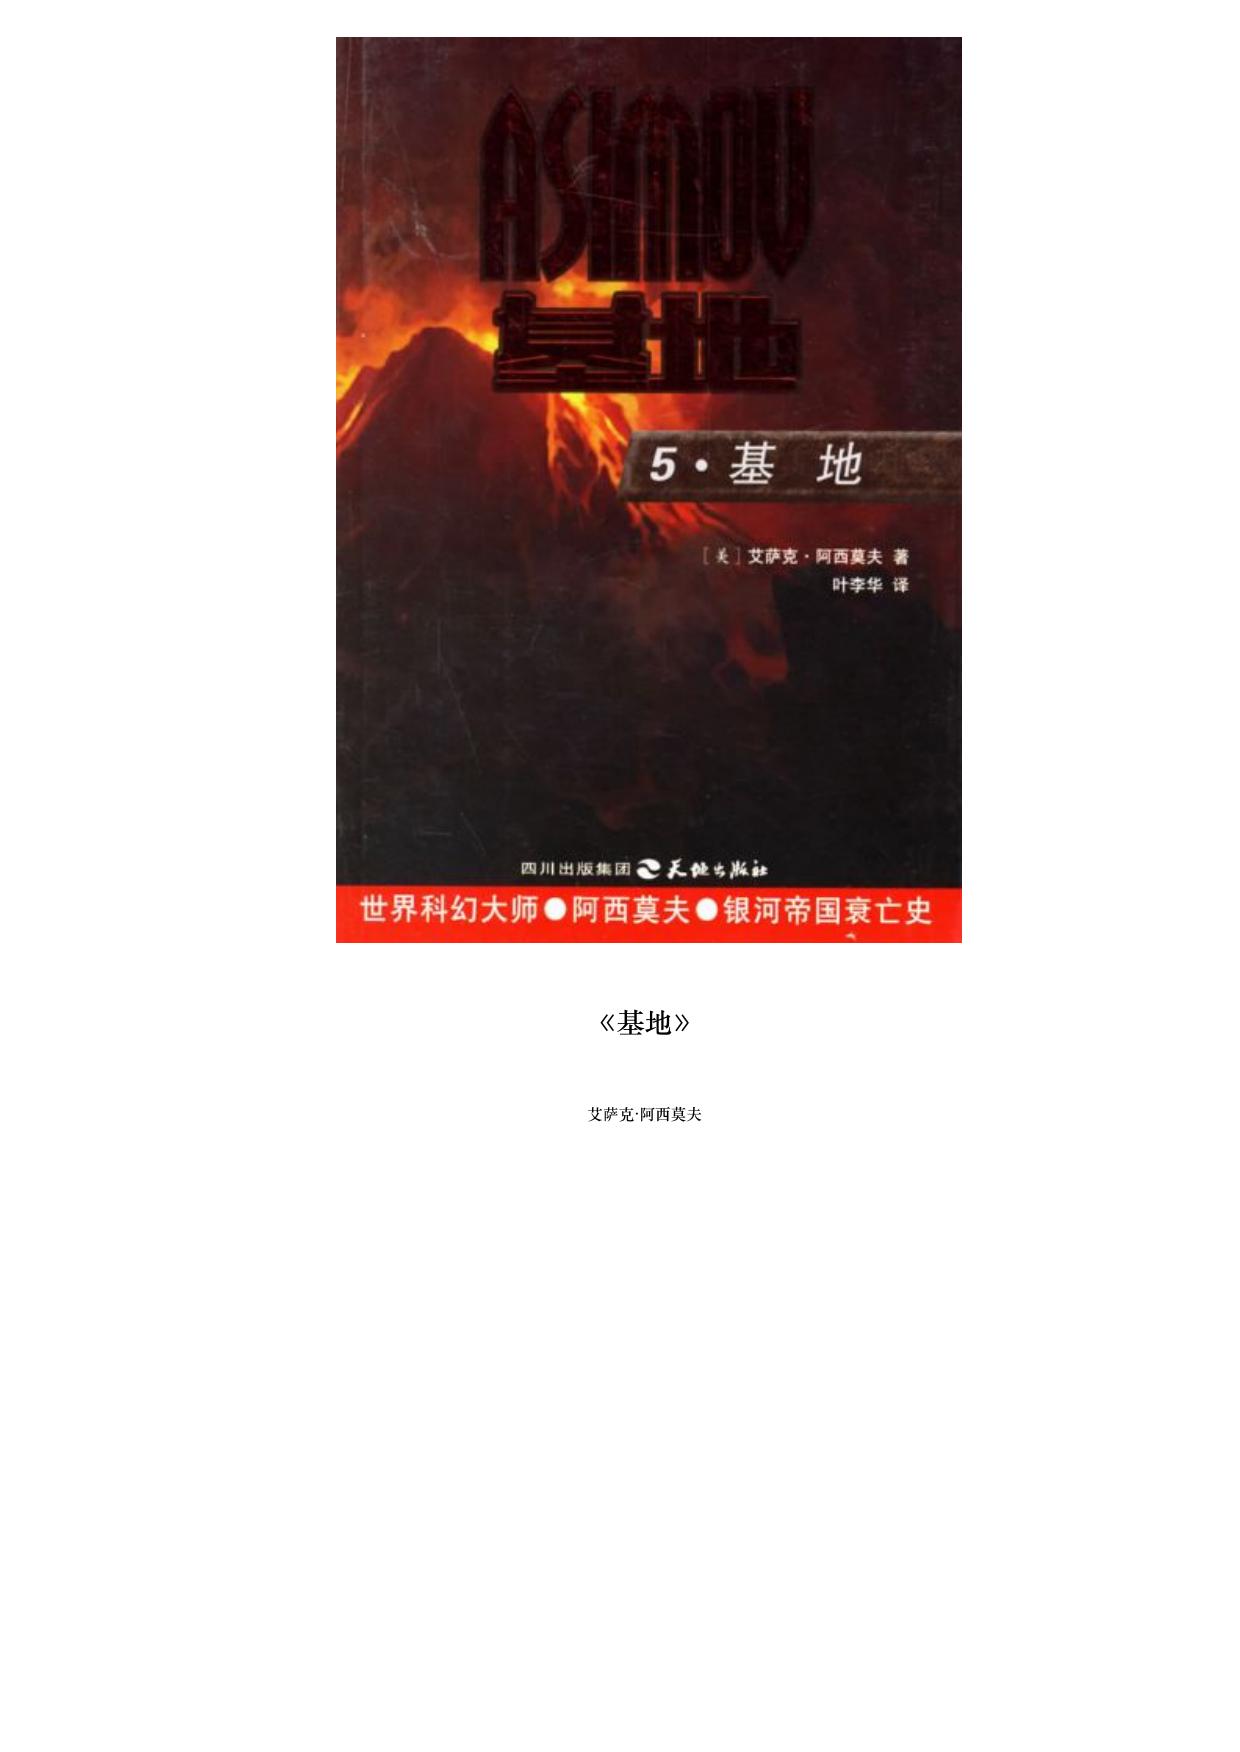 ASIMOV
基地
5·基 地
［美］艾萨克·阿西莫夫 著
叶李华 译
四川出版集团 天地出版社
世界科幻大师●阿西莫夫●银河帝国衰亡史
《基地》
艾萨克·阿西莫夫